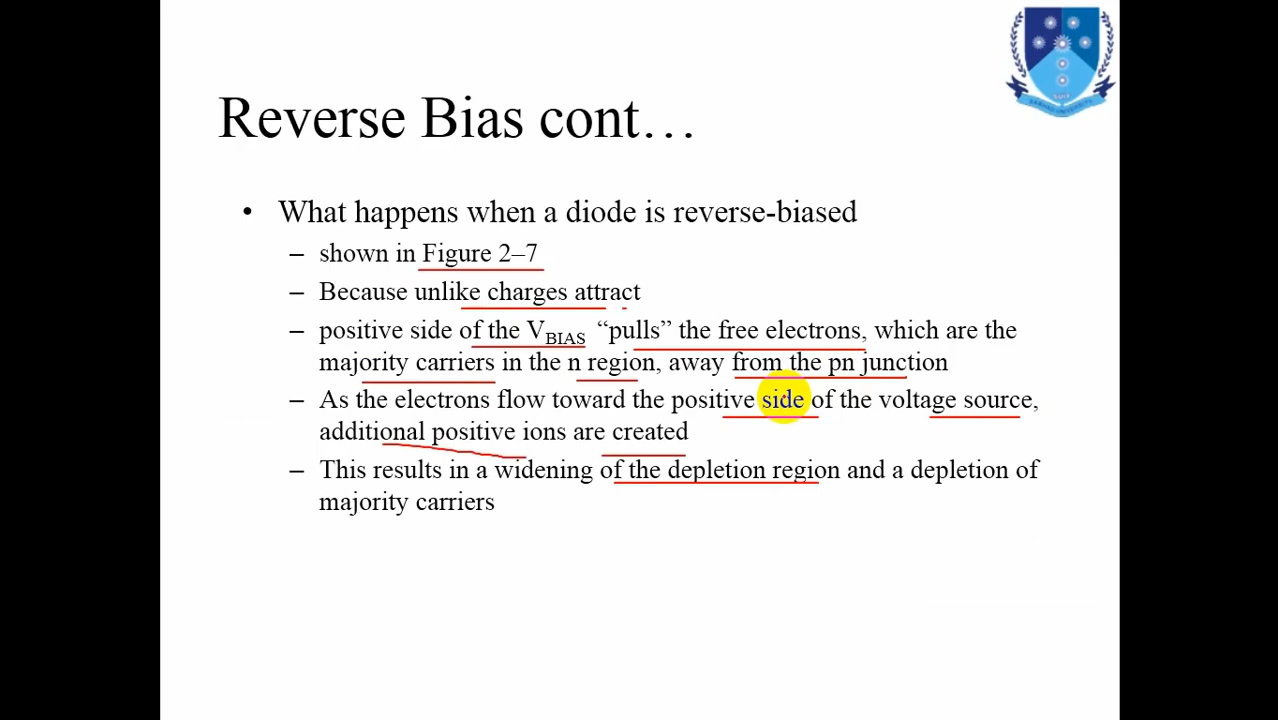 Reverse Bias cont…
• What happens when a diode is reverse-biased
– shown in Figure 2–7
– Because unlike charges attract
– positive side of the VBIAS “pulls” the free electrons, which are the
majority carriers in the n region, away from the pn junction
– As the electrons flow toward the positive side of the voltage source,
additional positive ions are created
– This results in a widening of the depletion region and a depletion of
majority carriers